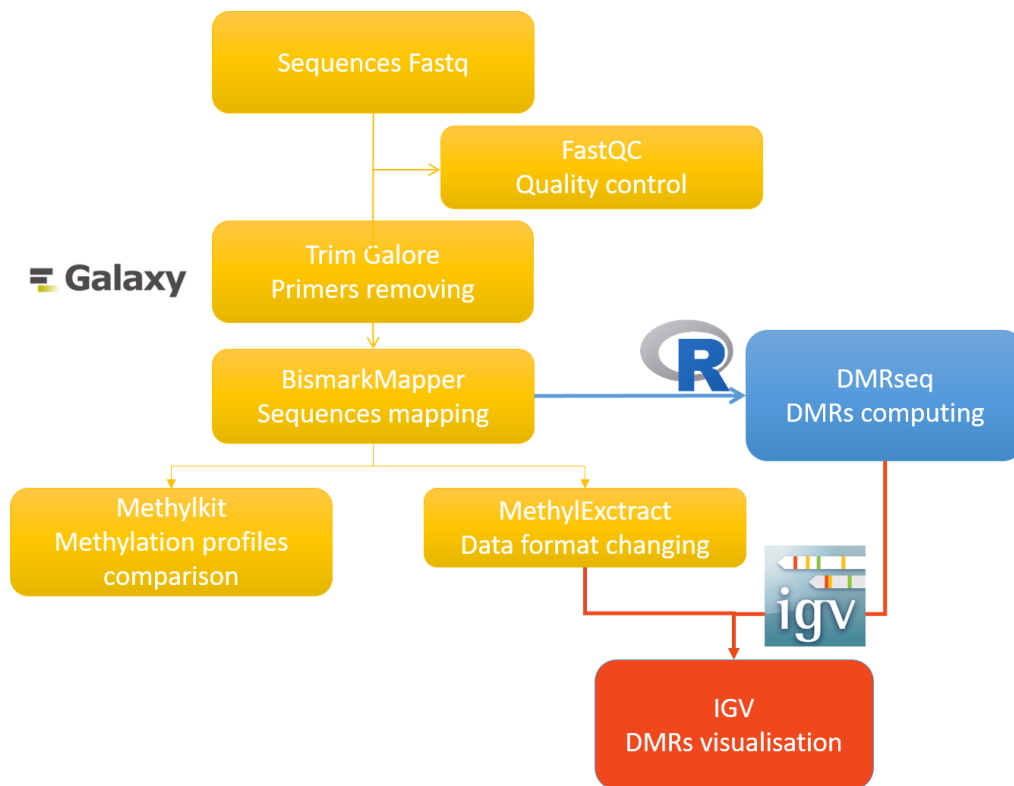 Sequences Fastq
FastQC
Quality control
Trim Galore
Primers removing
Galaxy
BismarkMapper
Sequences mapping
R
DMRseq
DMRs computing
Methylkit
Methylation profiles
comparison
MethylExctract
Data format changing
igv
IGV
DMRs visualisation